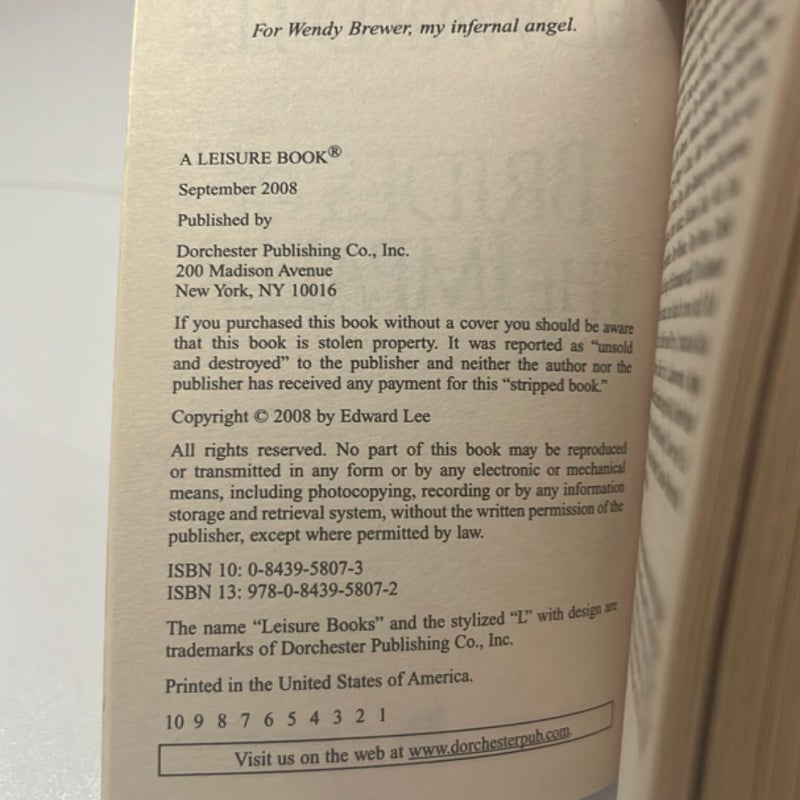 For Wendy Brewer, my infernal angel.
A LEISURE BOOK®
September 2008
Published by
Dorchester Publishing Co., Inc.
200 Madison Avenue
New York, NY 10016
If you purchased this book without a cover you should be aware
that this book is stolen property. It was reported as “unsold
and destroyed” to the publisher and neither the author nor the
publisher has received any payment for this “stripped book.”
Copyright © 2008 by Edward Lee
All rights reserved. No part of this book may be reproduced
or transmitted in any form or by any electronic or mechanical
means, including photocopying, recording or by any information
storage and retrieval system, without the written permission of the
publisher, except where permitted by law.
ISBN 10: 0-8439-5807-3
ISBN 13: 978-0-8439-5807-2
The name “Leisure Books” and the stylized “L” with design are
trademarks of Dorchester Publishing Co., Inc.
Printed in the United States of America.
10 9 8 7 6 5 4 3 2 1
Visit us on the web at www.dorchesterpub.com.